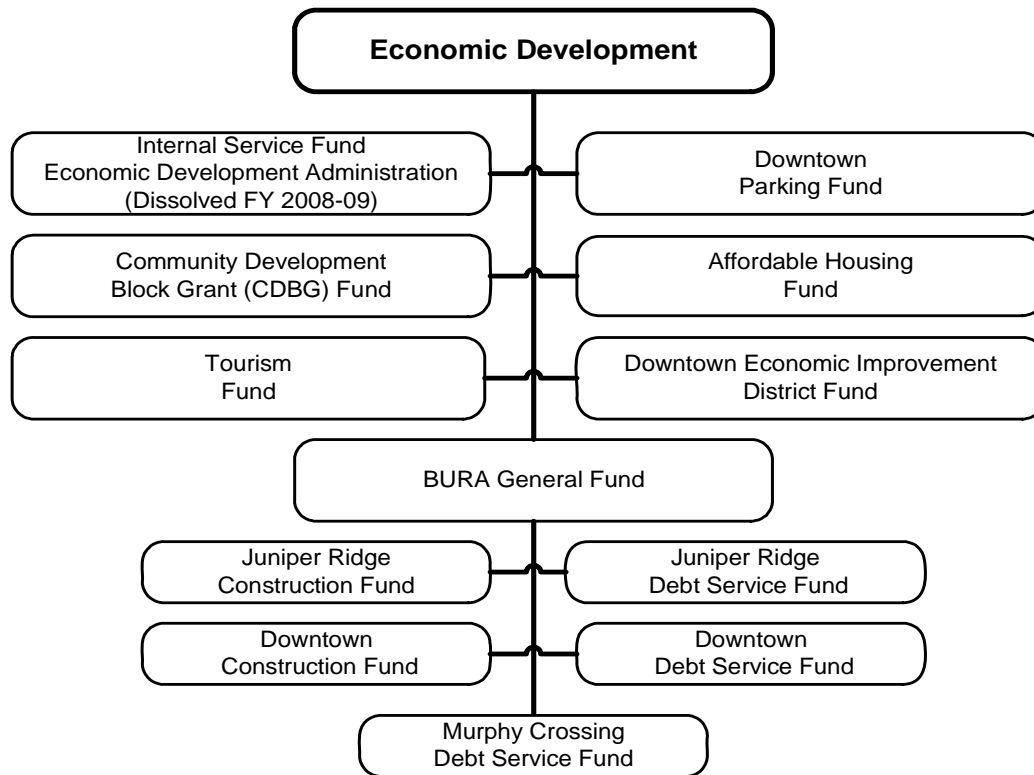 Economic Development
Internal Service Fund
Economic Development Administration
(Dissolved FY 2008-09)
Downtown
Parking Fund
Community Development
Block Grant (CDBG) Fund
Affordable Housing
Fund
Tourism
Fund
Downtown Economic Improvement
District Fund
BURA General Fund
Juniper Ridge
Construction Fund
Juniper Ridge
Debt Service Fund
Downtown
Construction Fund
Downtown
Debt Service Fund
Murphy Crossing
Debt Service Fund